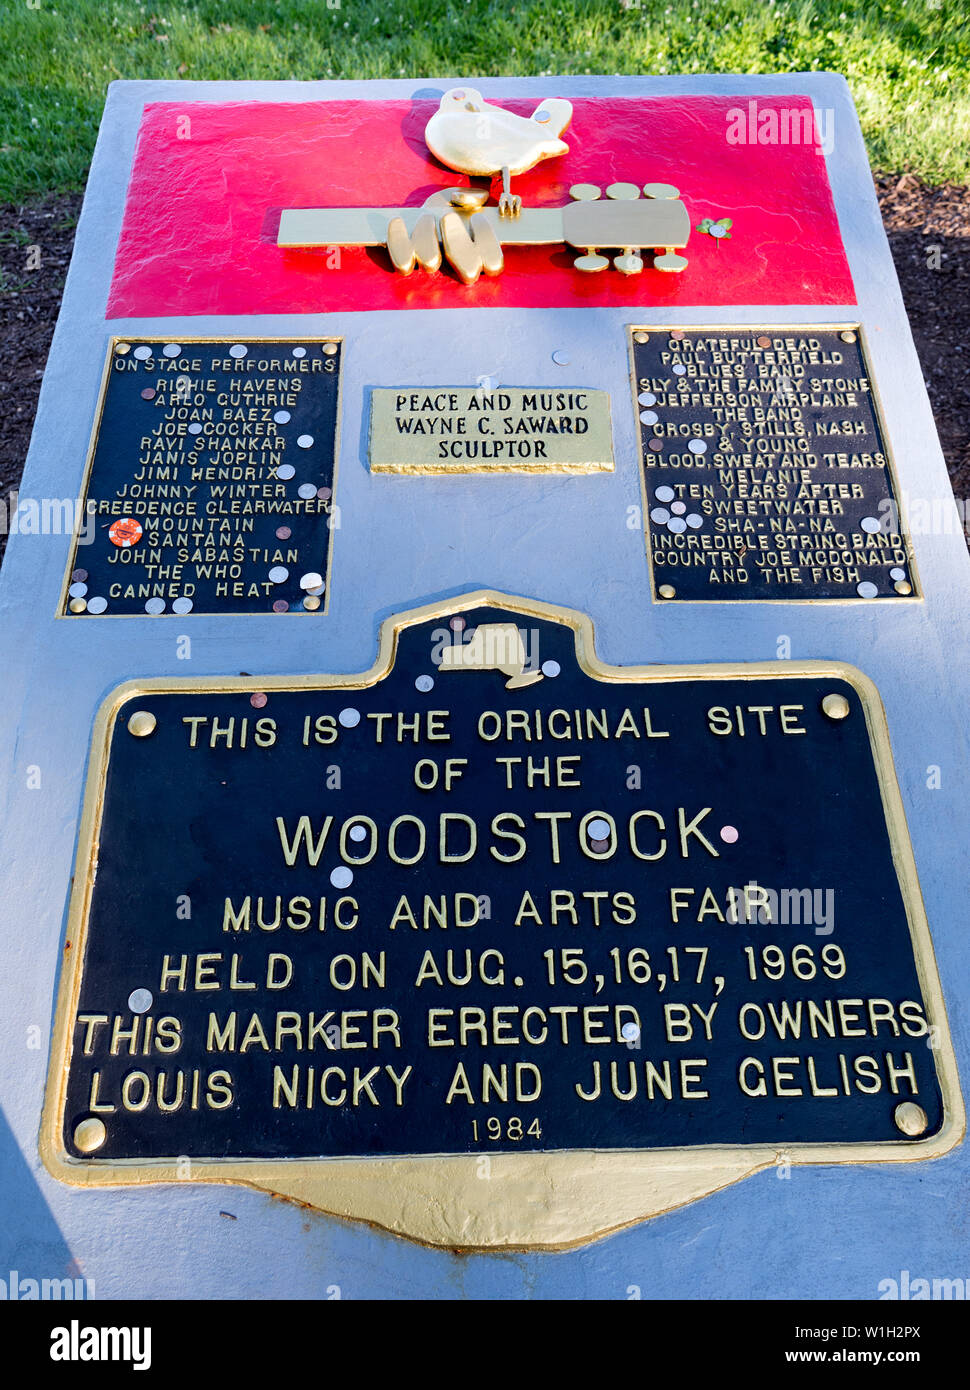 ON STAGE PERFORMERS
RICHIE HAVENS
ARLO GUTHRIE
JOAN BAEZ
JOE COCKER
RAVI SHANKAR
JANIS JOPLIN
JIMI HENDRIX
JOHNNY WINTER
CREEDENCE CLEARWATER
MOUNTAIN
SANTANA
JOHN SABASTIAN
THE WHO
CANNED HEAT
PEACE AND MUSIC
WAYNE C. SAWARD
SCULPTOR
GRATEFUL DEAD
PAUL BUTTERFIELD
BLUES BAND
SLY & THE FAMILY STONE
JEFFERSON AIRPLANE
THE BAND
CROSBY, STILLS, NASH
& YOUNG
BLOOD, SWEAT AND TEARS
MELANIE
TEN YEARS AFTER
SWEETWATER
SHA-NA-NA
INCREDIBLE STRING BAND
COUNTRY JOE MCDONALD
AND THE FISH
THIS IS THE ORIGINAL SITE
OF THE
WOODSTOCK
MUSIC AND ARTS FAIR
HELD ON AUG. 15,16,17, 1969
THIS MARKER ERECTED BY OWNERS
LOUIS NICKY AND JUNE GELISH
1984
alamy
Image ID: W1H2PX
www.alamy.com